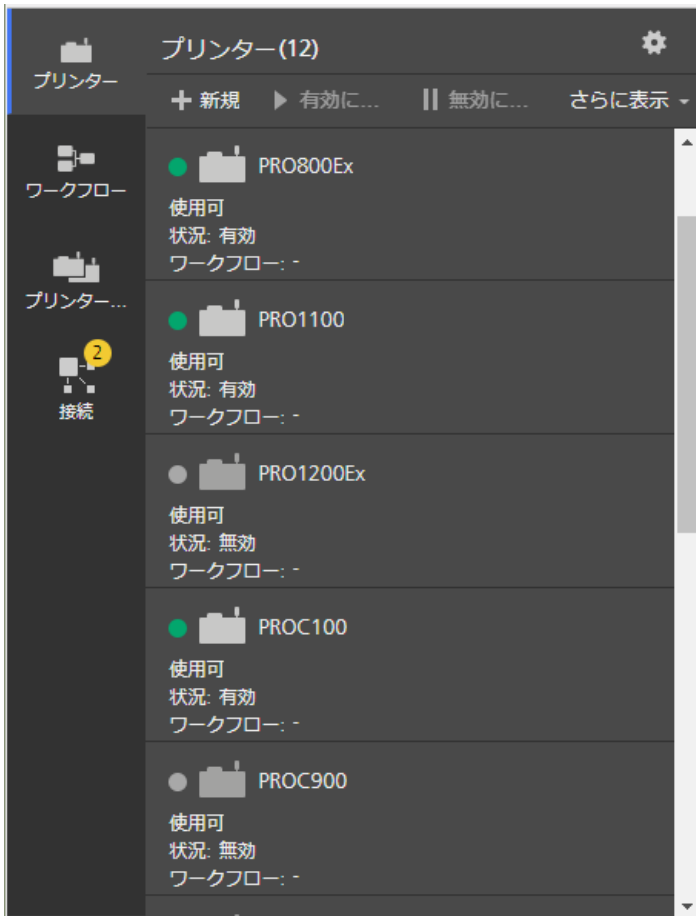 プリンター
ワークフロー
プリンター...
2
接続
プリンター(12)
新規 有効に... 無効に... さらに表示
PRO800Ex
使用可
状況: 有効
ワークフロー: -
PRO1100
使用可
状況: 有効
ワークフロー: -
PRO1200Ex
使用可
状況: 無効
ワークフロー: -
PROC100
使用可
状況: 有効
ワークフロー: -
PROC900
使用可
状況: 無効
ワークフロー: -